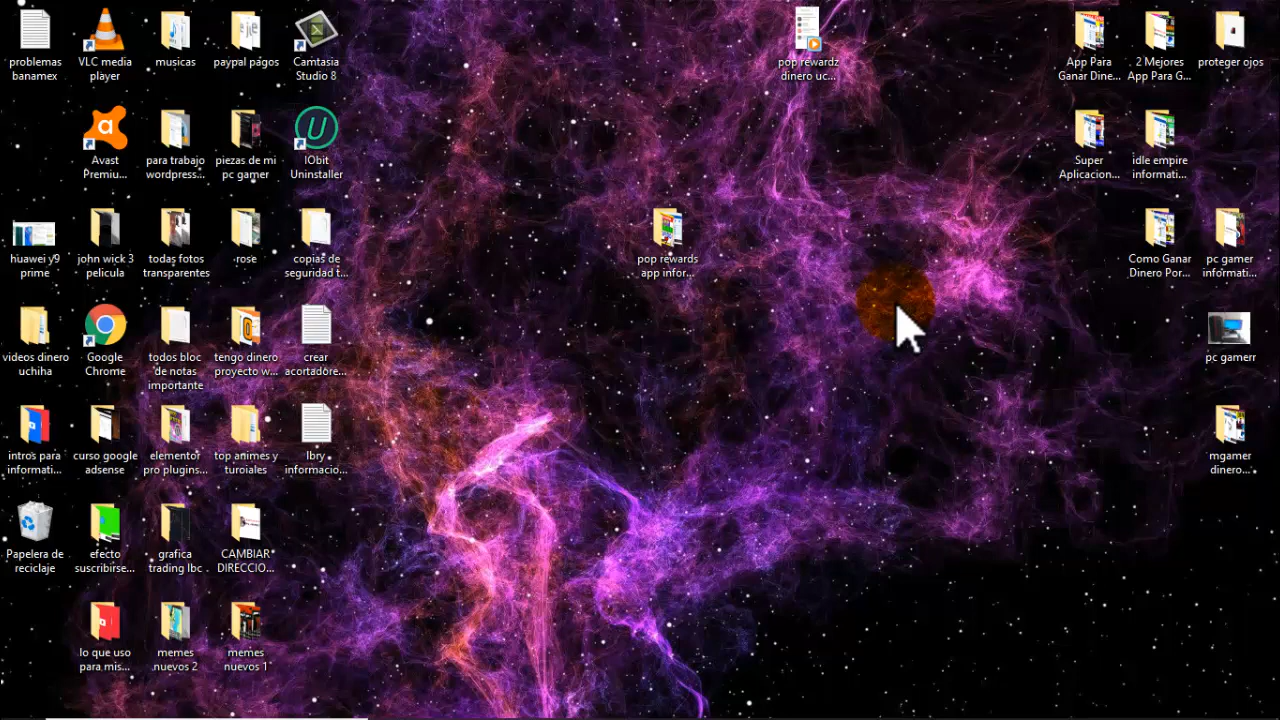 problemas
banamex
VLC media
player
musicas
paypal pagos
Camtasia
Studio 8
pop rewardz
dinero uc...
App Para
Ganar Dine...
2 Mejores
App Para G...
proteger ojos
Avast
Premiu...
para trabajo
wordpress...
piezas de mi
pc gamer
IObit
Uninstaller
Super
Aplicacion...
idle empire
informati...
huawei y9
prime
john wick 3
pelicula
todas fotos
transparentes
rose
copias de
seguridad t...
pop rewards
app infor...
Como Ganar
Dinero Por...
pc gamer
informati...
videos dinero
uchiha
Google
Chrome
todos bloc
de notas
importante
tengo dinero
proyecto w...
crear
acortadore...
pc gamerr
intros para
informati...
curso google
adsense
elementor
pro plugins...
top animes y
turoiales
lbry
informacio...
mgamer
dinero...
Papelera de
reciclaje
efecto
suscribirse...
grafica
trading lbc
CAMBIAR
DIRECCIO...
lo que uso
para mis...
memes
nuevos 2
memes
nuevos 1